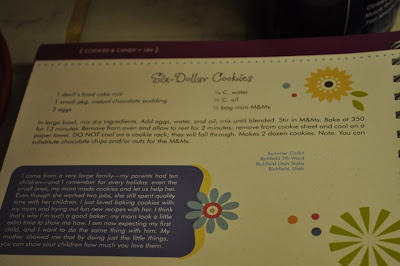 { COOKIES & CANDY • 184 }
Six-Dollar Cookies
1 devil's food cake mix
1 small pkg. instant chocolate pudding
2 eggs
¼ C. water
½ C. oil
½ bag mini M&Ms
In large bowl, mix dry ingredients. Add eggs, water, and oil; mix until blended. Stir in M&Ms. Bake at 350
for 13 minutes. Remove from oven and allow to rest for 2 minutes; remove from cookie sheet and cool on a
paper towel. DO NOT cool on a cookie rack; they will fall through. Makes 2 dozen cookies. Note: You can
substitute chocolate chips and/or nuts for the M&Ms.
Richfield 7th Ward
Richfield Utah Stake
Richfield, Utah
I come from a very large family—my parents had ten
children—and I remember for every holiday, even the
small ones, my mom made cookies and let us help her.
Even though she worked two jobs, she still spent quality
time with her children. I just loved baking cookies with
my mom and trying out fun new recipes with her. I think
that's why I'm such a good baker: my mom took a little
extra time to show me how. I am now expecting my first
child, and I want to do the same thing with him. My
mother showed me that by doing just the little things,
you can show your children how much you love them.